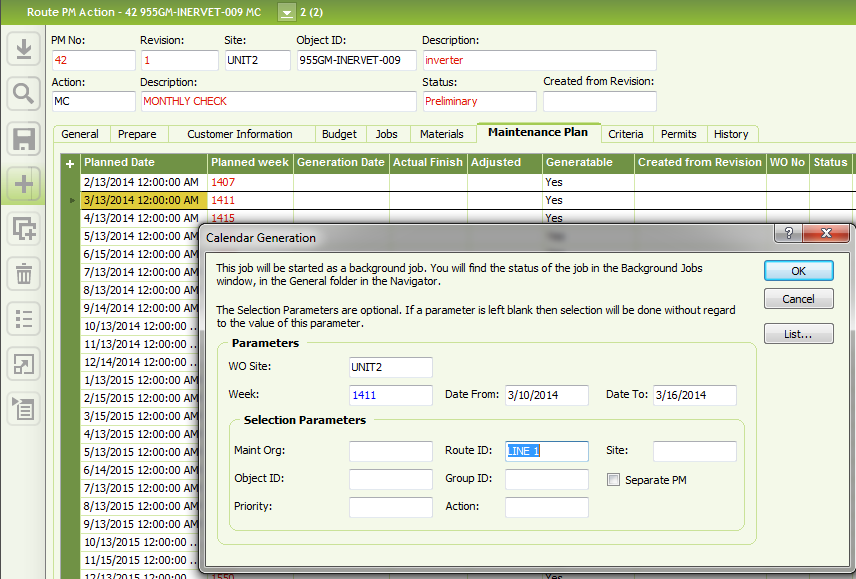 Route PM Action - 42 955GM-INERVET-009 MC 2 (2)
PM No: Revision: Site: Object ID: Description:
42 1 UNIT2 955GM-INERVET-009 inverter
Action: Description: Status: Created from Revision:
MC MONTHLY CHECK Preliminary
General Prepare Customer Information Budget Jobs Materials Maintenance Plan Criteria Permits History
Planned Date Planned week Generation Date Actual Finish Adjusted Generatable Created from Revision WO No Status
2/13/2014 12:00:00 AM 1407 Yes
3/13/2014 12:00:00 AM 1411 Yes
4/13/2014 12:00:00 AM 1415 Yes
5/13/2014 12:00:00 AM
6/15/2014 12:00:00 AM
7/13/2014 12:00:00 AM
8/13/2014 12:00:00 AM
9/14/2014 12:00:00 AM
10/13/2014 12:00:00 ..
11/13/2014 12:00:00 ..
12/14/2014 12:00:00 ..
1/13/2015 12:00:00 AM
2/15/2015 12:00:00 AM
3/15/2015 12:00:00 AM
4/13/2015 12:00:00 AM
5/13/2015 12:00:00 AM
6/14/2015 12:00:00 AM
7/13/2015 12:00:00 AM
8/13/2015 12:00:00 AM
9/13/2015 12:00:00 AM
10/13/2015 12:00:00 ..
11/15/2015 12:00:00 ..
12/13/2015 12:00:00 1550 Yes
Calendar Generation
This job will be started as a background job. You will find the status of the job in the Background Jobs
window, in the General folder in the Navigator.
The Selection Parameters are optional. If a parameter is left blank then selection will be done without regard
to the value of this parameter.
OK
Cancel
List...
Parameters
WO Site: UNIT2
Week: 1411 Date From: 3/10/2014 Date To: 3/16/2014
Selection Parameters
Maint Org: Route ID: LINE 1 Site:
Object ID: Group ID: Separate PM
Priority: Action: